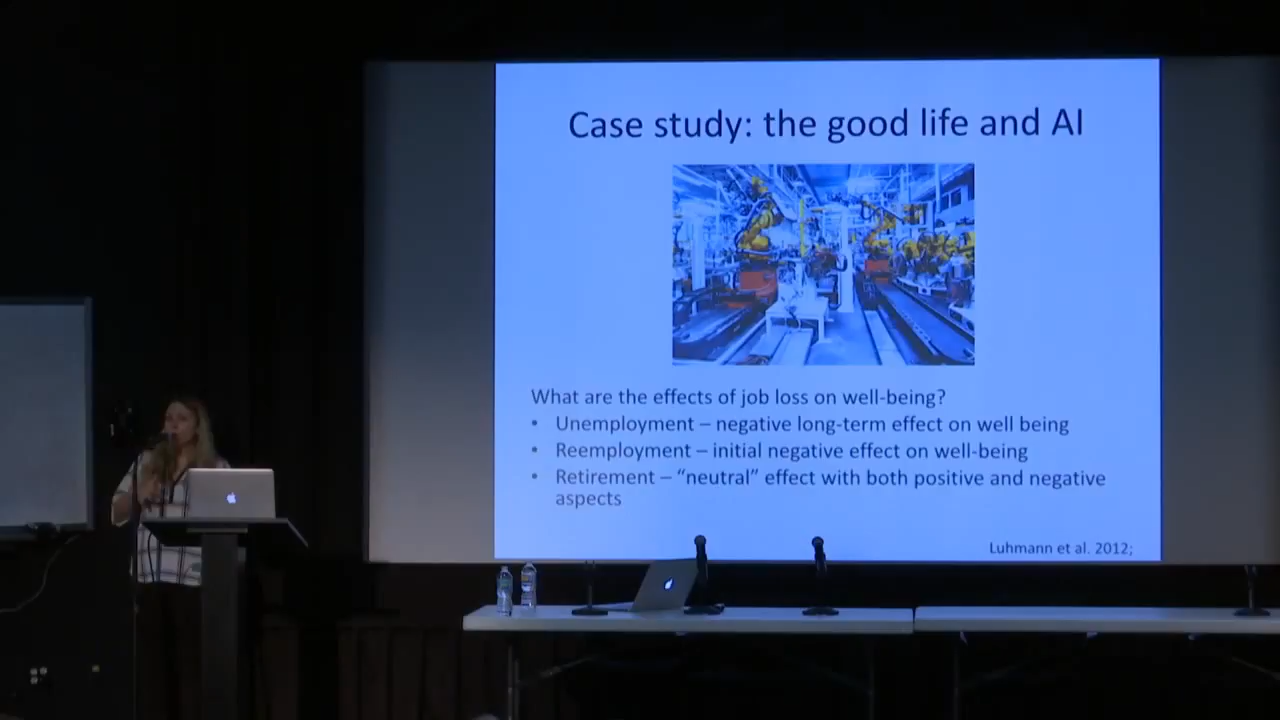 Case study: the good life and AI
What are the effects of job loss on well-being?
• Unemployment – negative long-term effect on well being
• Reemployment – initial negative effect on well-being
• Retirement – “neutral” effect with both positive and negative
aspects
Luhmann et al. 2012;